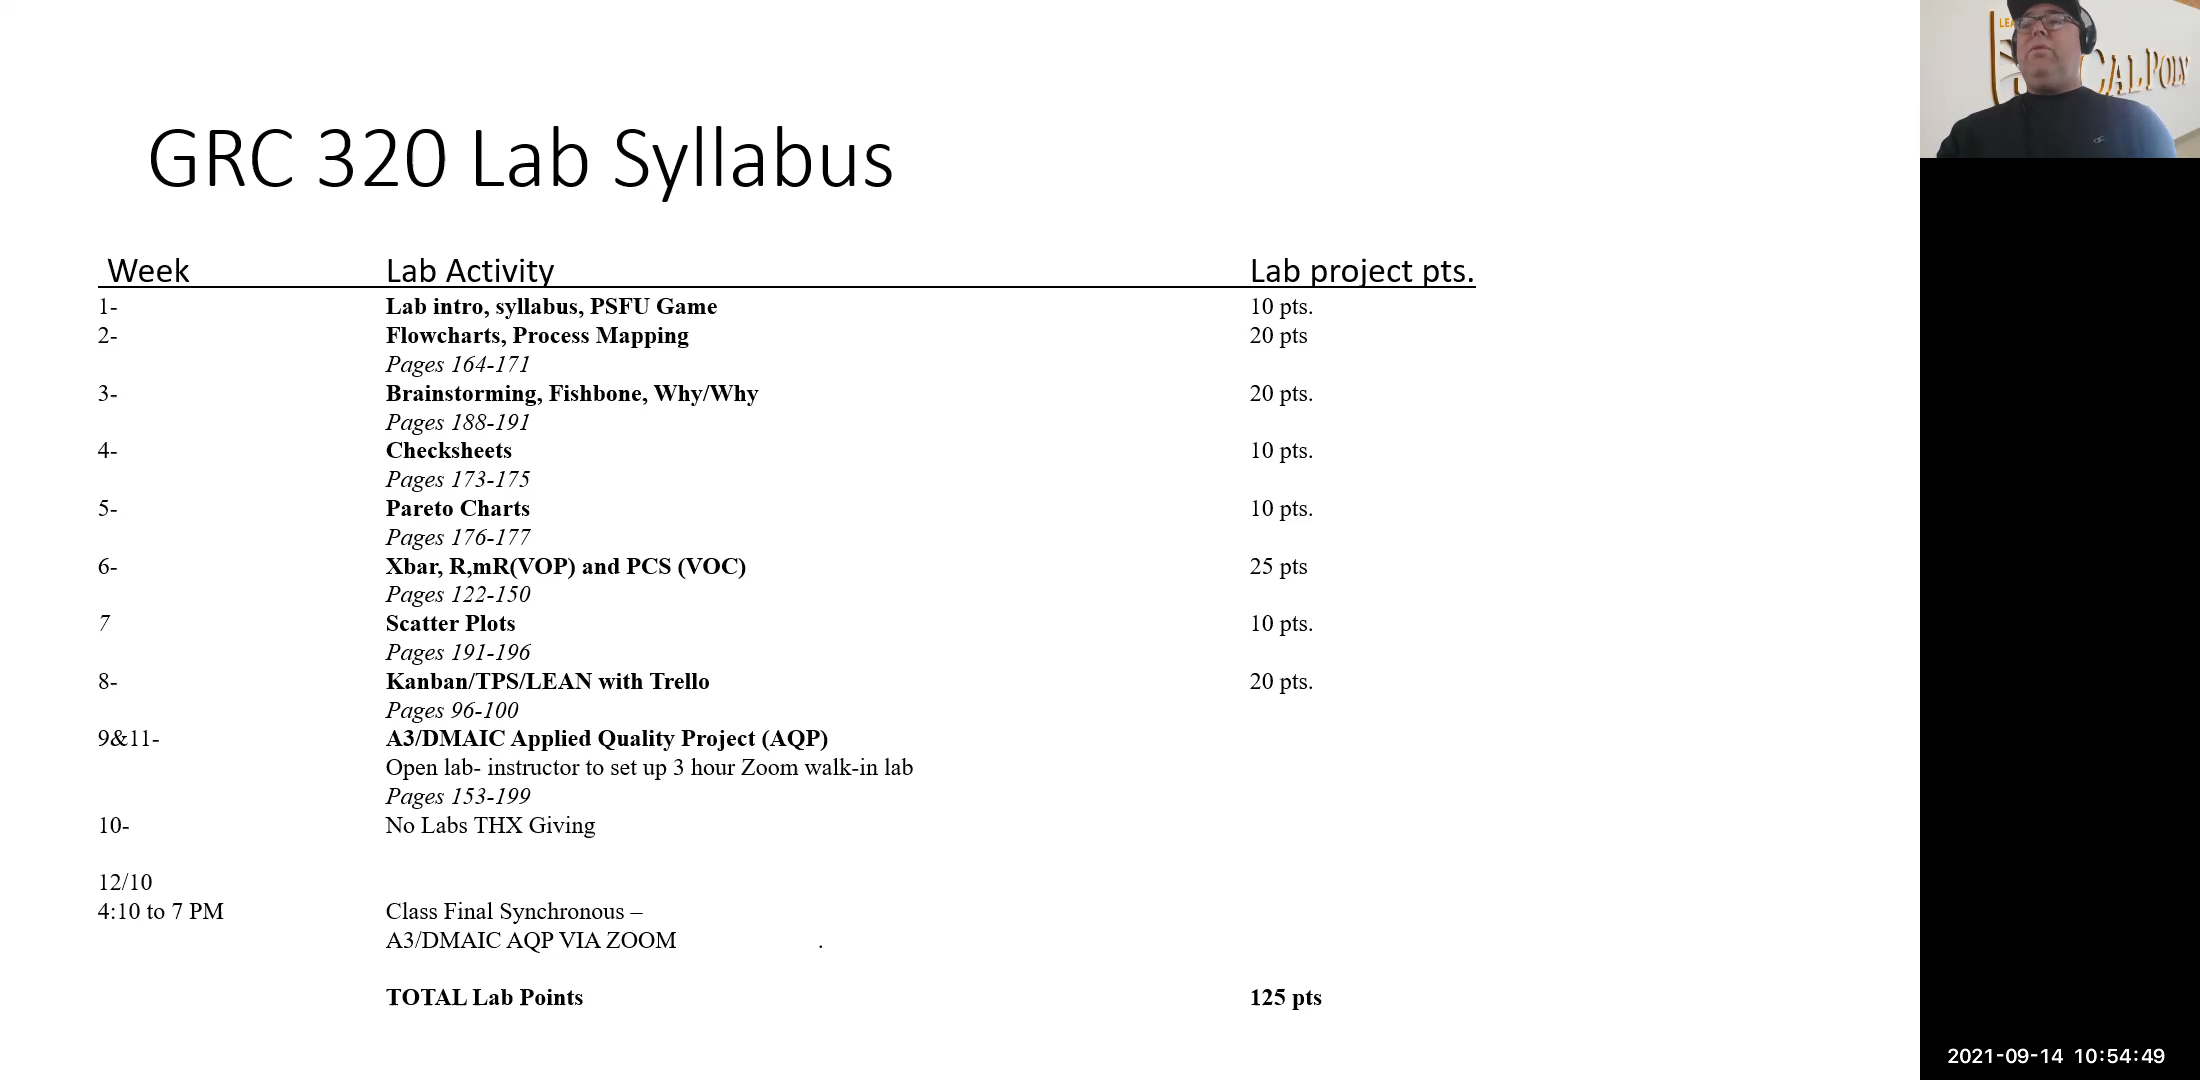 GRC 320 Lab Syllabus
Week Lab Activity Lab project pts.
1- Lab intro, syllabus, PSFU Game 10 pts.
2- Flowcharts, Process Mapping 20 pts
Pages 164-171
3- Brainstorming, Fishbone, Why/Why 20 pts.
Pages 188-191
4- Checksheets 10 pts.
Pages 173-175
5- Pareto Charts 10 pts.
Pages 176-177
6- Xbar, R,mR(VOP) and PCS (VOC) 25 pts
Pages 122-150
7 Scatter Plots 10 pts.
Pages 191-196
8- Kanban/TPS/LEAN with Trello 20 pts.
Pages 96-100
9&11- A3/DMAIC Applied Quality Project (AQP)
Open lab- instructor to set up 3 hour Zoom walk-in lab
Pages 153-199
10- No Labs THX Giving
12/10
4:10 to 7 PM Class Final Synchronous –
A3/DMAIC AQP VIA ZOOM .
TOTAL Lab Points 125 pts
CAL POLY
2021-09-14 10:54:49